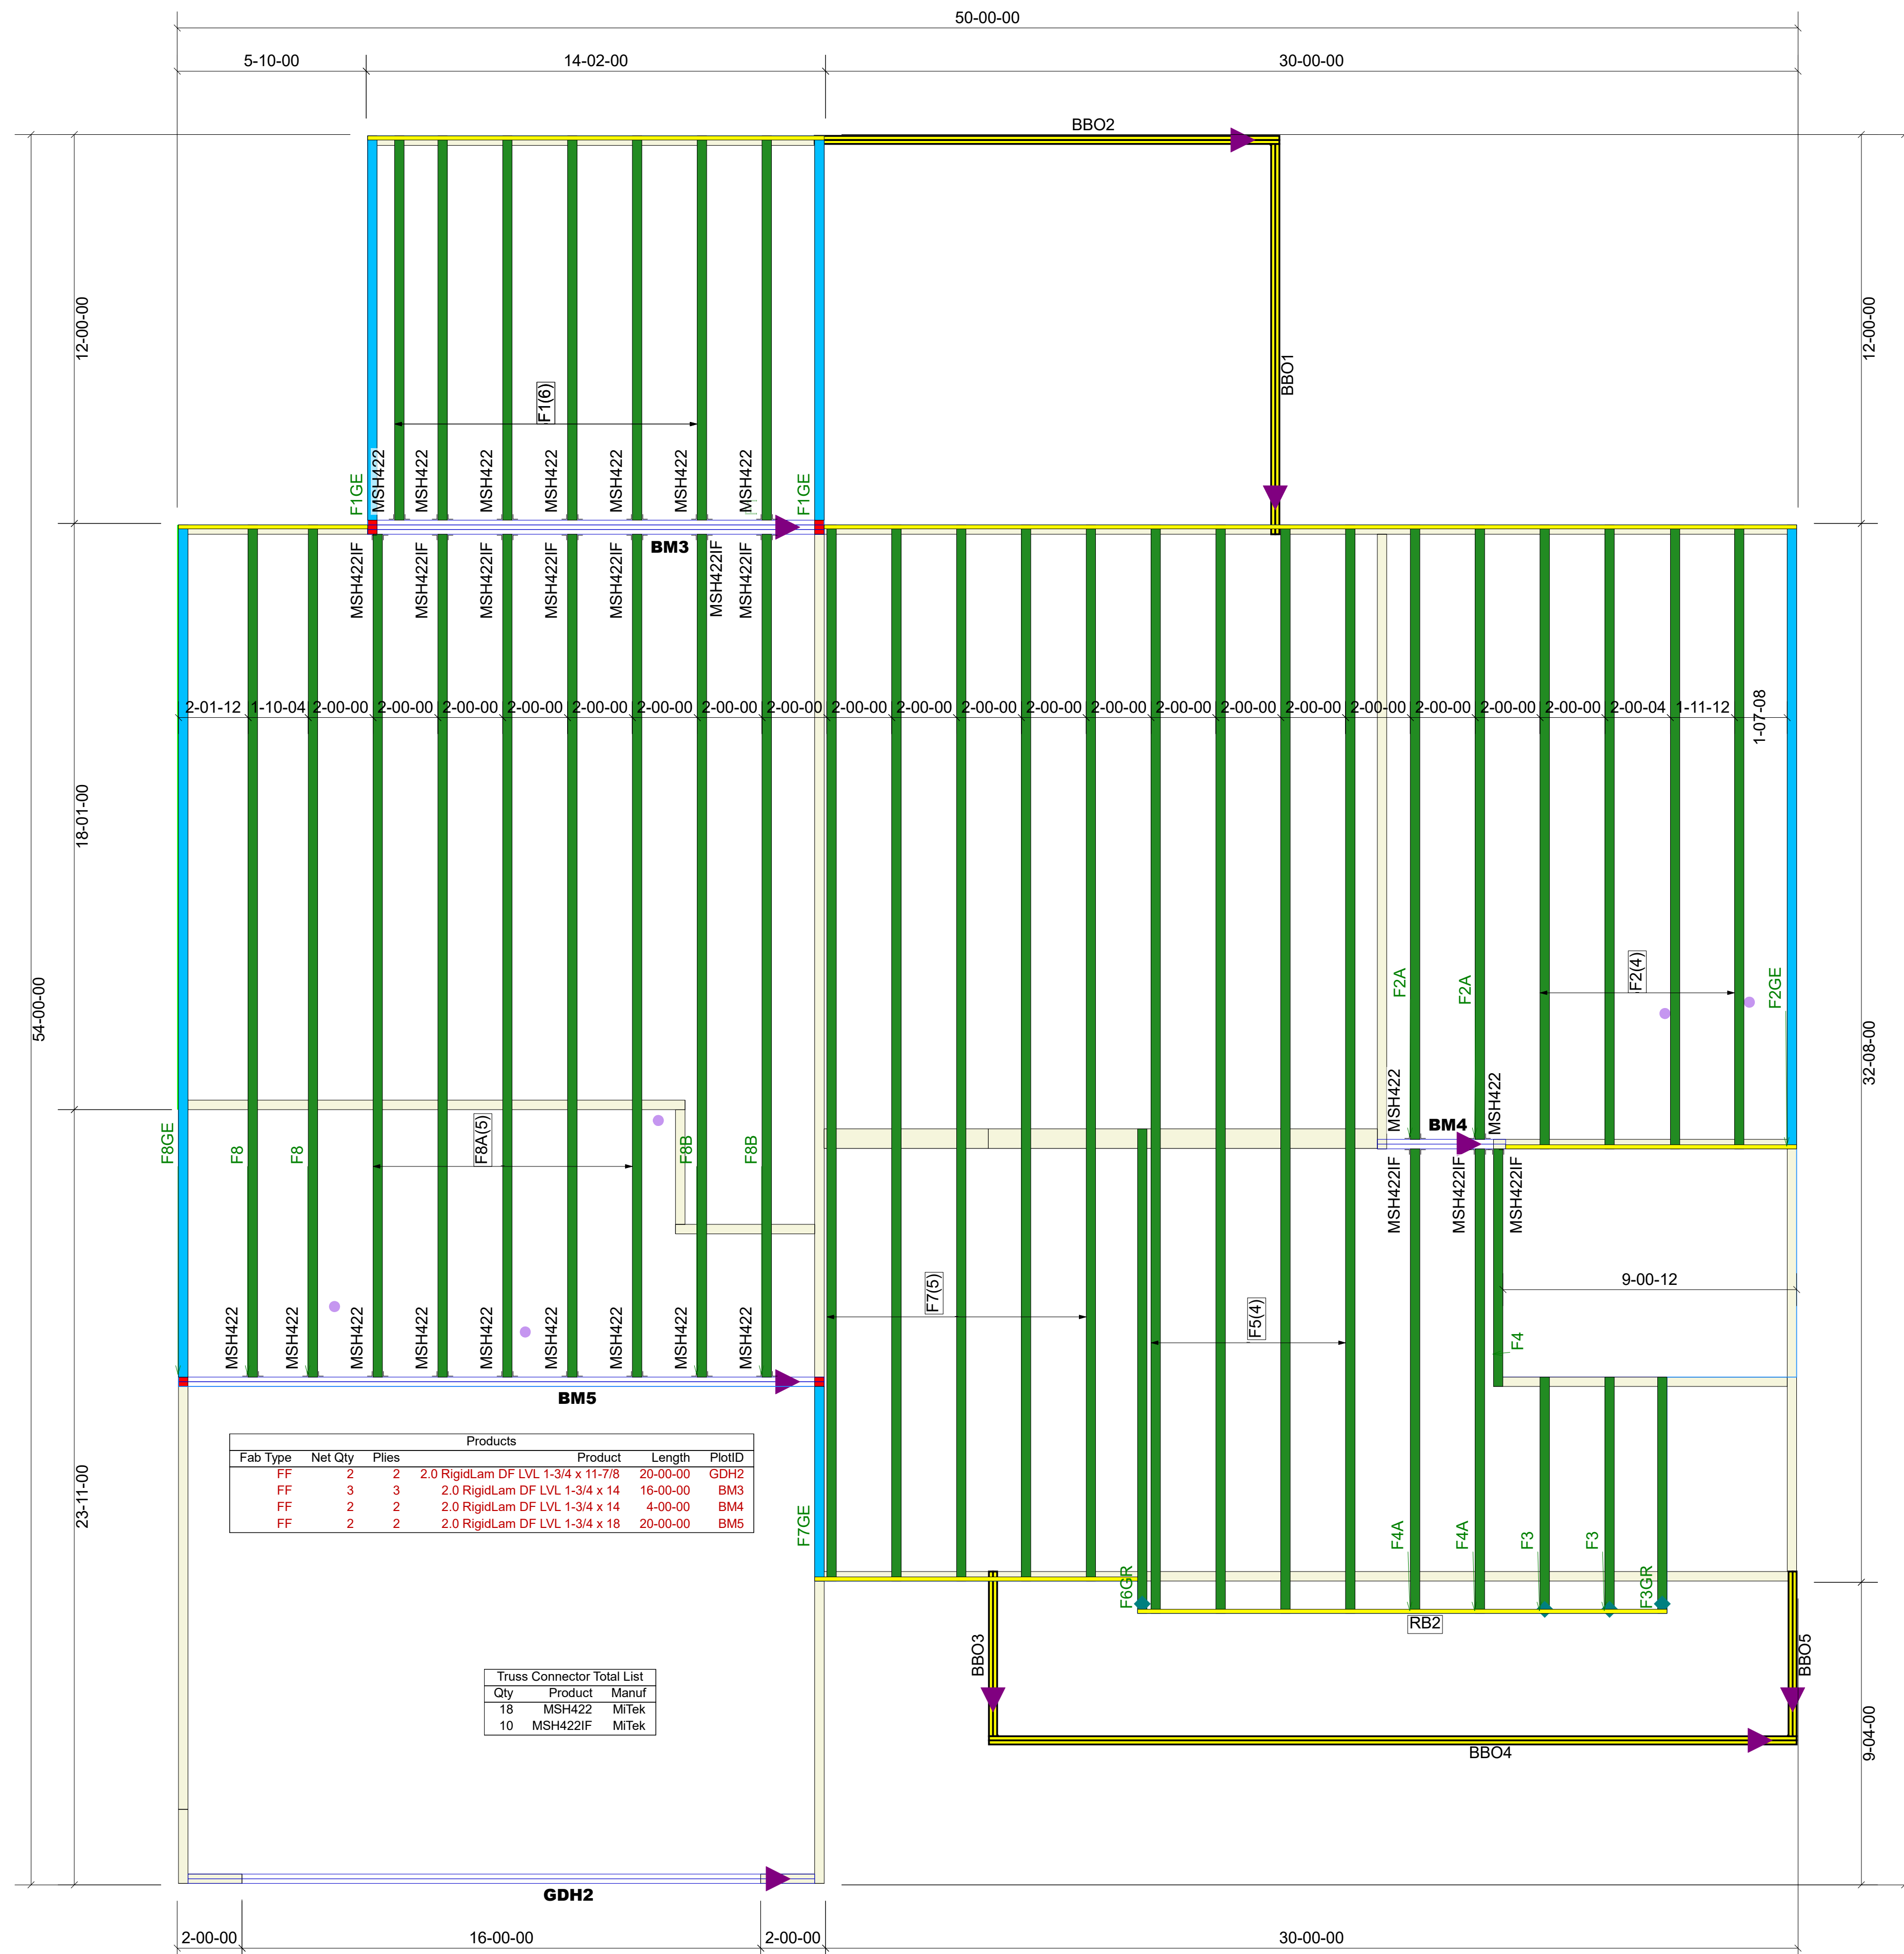 50-00-00
5-10-00 14-02-00 30-00-00
BBO2
12-00-00
12-00-00
BBO1
F1(6)
F1GE MSH422 MSH422 MSH422 MSH422 MSH422 MSH422 MSH422 F1GE
BM3
MSH422IF MSH422IF MSH422IF MSH422IF MSH422IF MSH422IF MSH422IF
2-01-12 1-10-04 2-00-00 2-00-00 2-00-00 2-00-00 2-00-00 2-00-00 2-00-00 2-00-00 2-00-00 2-00-00 2-00-00 2-00-00 2-00-00 2-00-00 2-00-00 2-00-00 2-00-00 2-00-00 2-00-00 2-00-04 1-11-12 1-07-08
18-01-00
54-00-00
F2A F2A F2(4) F2GE
32-08-00
F8GE F8 F8 F8A(5) F8B F8B
MSH422 BM4 MSH422
MSH422IF MSH422IF MSH422IF
9-00-12
F7(5) F5(4) F4
MSH422 MSH422 MSH422 MSH422 MSH422 MSH422 MSH422 MSH422 MSH422
BM5
Products
Fab Type Net Qty Plies Product Length PlotID
FF 2 2 2.0 RigidLam DF LVL 1-3/4 x 11-7/8 20-00-00 GDH2
FF 3 3 2.0 RigidLam DF LVL 1-3/4 x 14 16-00-00 BM3
FF 2 2 2.0 RigidLam DF LVL 1-3/4 x 14 4-00-00 BM4
FF 2 2 2.0 RigidLam DF LVL 1-3/4 x 18 20-00-00 BM5
23-11-00
F7GE F6GR F4A F4A F3 F3 F3GR
RB2
BBO3 BBO5
Truss Connector Total List
Qty Product Manuf
18 MSH422 MiTek
10 MSH422IF MiTek
BBO4
9-04-00
GDH2
2-00-00 16-00-00 2-00-00 30-00-00